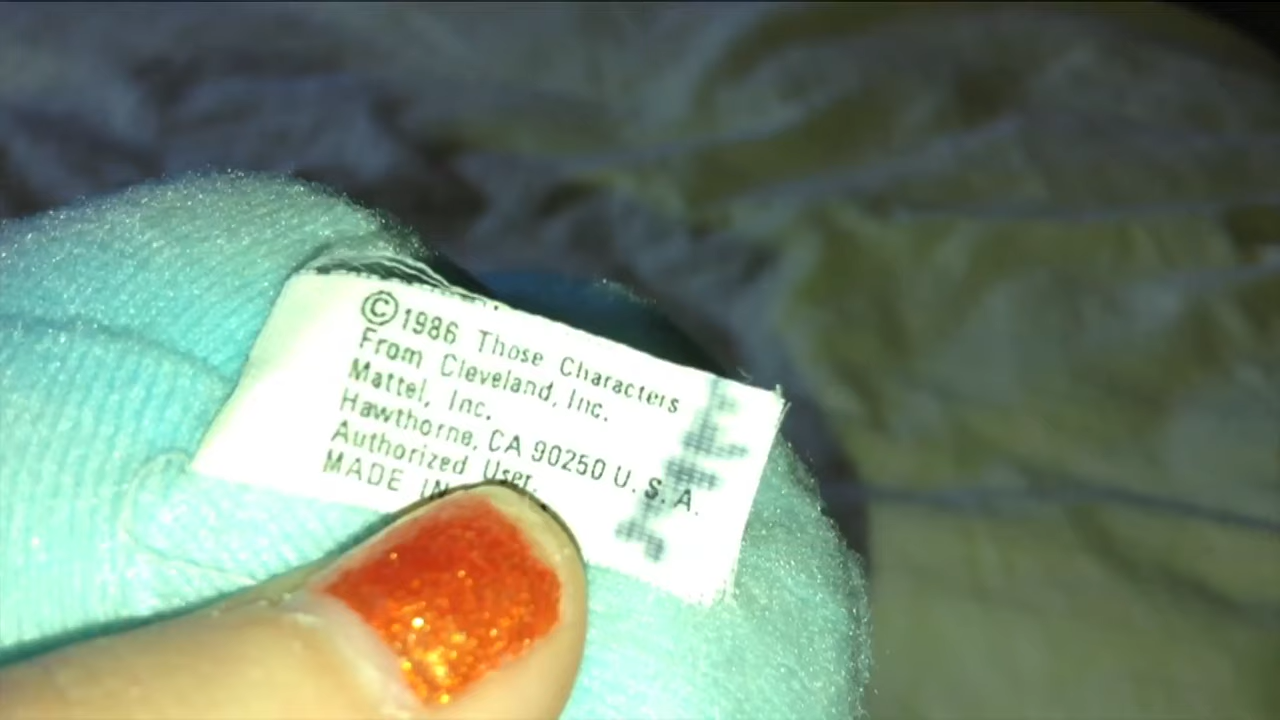 ©1986 Those Characters
From Cleveland, Inc.
Mattel, Inc.
Hawthorne, CA 90250 U. S. A.
Authorized User.
MADE IN